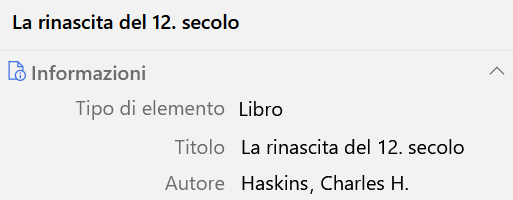 La rinascita del 12. secolo
Informazioni
Tipo di elemento Libro
Titolo La rinascita del 12. secolo
Autore Haskins, Charles H.